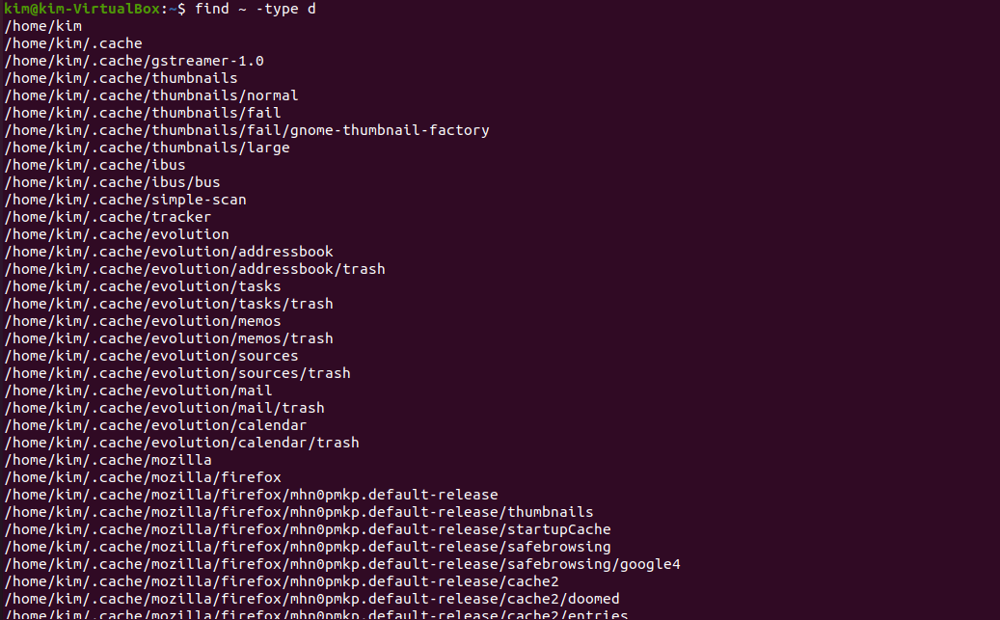 kim@kim-VirtualBox:~$ find ~ -type d
/home/kim
/home/kim/.cache
/home/kim/.cache/gstreamer-1.0
/home/kim/.cache/thumbnails
/home/kim/.cache/thumbnails/normal
/home/kim/.cache/thumbnails/fail
/home/kim/.cache/thumbnails/fail/gnome-thumbnail-factory
/home/kim/.cache/thumbnails/large
/home/kim/.cache/ibus
/home/kim/.cache/ibus/bus
/home/kim/.cache/simple-scan
/home/kim/.cache/tracker
/home/kim/.cache/evolution
/home/kim/.cache/evolution/addressbook
/home/kim/.cache/evolution/addressbook/trash
/home/kim/.cache/evolution/tasks
/home/kim/.cache/evolution/tasks/trash
/home/kim/.cache/evolution/memos
/home/kim/.cache/evolution/memos/trash
/home/kim/.cache/evolution/sources
/home/kim/.cache/evolution/sources/trash
/home/kim/.cache/evolution/mail
/home/kim/.cache/evolution/mail/trash
/home/kim/.cache/evolution/calendar
/home/kim/.cache/evolution/calendar/trash
/home/kim/.cache/mozilla
/home/kim/.cache/mozilla/firefox
/home/kim/.cache/mozilla/firefox/mhn0pmkp.default-release
/home/kim/.cache/mozilla/firefox/mhn0pmkp.default-release/thumbnails
/home/kim/.cache/mozilla/firefox/mhn0pmkp.default-release/startupCache
/home/kim/.cache/mozilla/firefox/mhn0pmkp.default-release/safebrowsing
/home/kim/.cache/mozilla/firefox/mhn0pmkp.default-release/safebrowsing/google4
/home/kim/.cache/mozilla/firefox/mhn0pmkp.default-release/cache2
/home/kim/.cache/mozilla/firefox/mhn0pmkp.default-release/cache2/doomed
/home/kim/.cache/mozilla/firefox/mhn0pmkp.default-release/cache2/entries